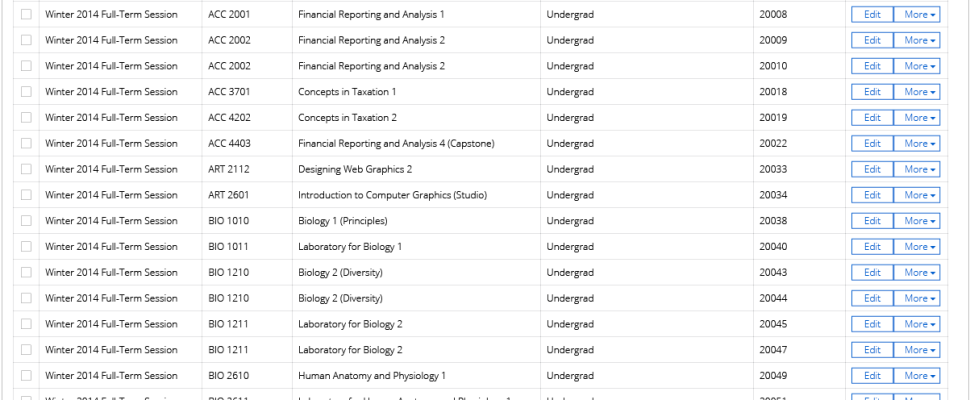 Winter 2014 Full-Term Session ACC 2001 Financial Reporting and Analysis 1 Undergrad 20008 Edit More
Winter 2014 Full-Term Session ACC 2002 Financial Reporting and Analysis 2 Undergrad 20009 Edit More
Winter 2014 Full-Term Session ACC 2002 Financial Reporting and Analysis 2 Undergrad 20010 Edit More
Winter 2014 Full-Term Session ACC 3701 Concepts in Taxation 1 Undergrad 20018 Edit More
Winter 2014 Full-Term Session ACC 4202 Concepts in Taxation 2 Undergrad 20019 Edit More
Winter 2014 Full-Term Session ACC 4403 Financial Reporting and Analysis 4 (Capstone) Undergrad 20022 Edit More
Winter 2014 Full-Term Session ART 2112 Designing Web Graphics 2 Undergrad 20033 Edit More
Winter 2014 Full-Term Session ART 2601 Introduction to Computer Graphics (Studio) Undergrad 20034 Edit More
Winter 2014 Full-Term Session BIO 1010 Biology 1 (Principles) Undergrad 20038 Edit More
Winter 2014 Full-Term Session BIO 1011 Laboratory for Biology 1 Undergrad 20040 Edit More
Winter 2014 Full-Term Session BIO 1210 Biology 2 (Diversity) Undergrad 20043 Edit More
Winter 2014 Full-Term Session BIO 1210 Biology 2 (Diversity) Undergrad 20044 Edit More
Winter 2014 Full-Term Session BIO 1211 Laboratory for Biology 2 Undergrad 20045 Edit More
Winter 2014 Full-Term Session BIO 1211 Laboratory for Biology 2 Undergrad 20047 Edit More
Winter 2014 Full-Term Session BIO 2610 Human Anatomy and Physiology 1 Undergrad 20049 Edit More